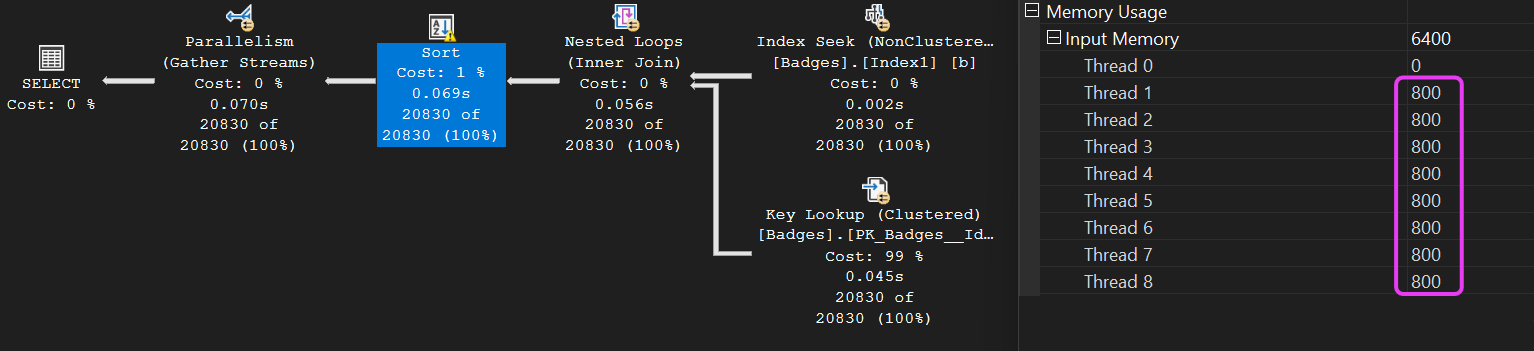 SELECT
Cost: 0 %
Parallelism
(Gather Streams)
Cost: 0 %
0.070s
20830 of
20830 (100%)
A
Z
Sort
Cost: 1 %
0.069s
20830 of
20830 (100%)
Nested Loops
(Inner Join)
Cost: 0 %
0.056s
20830 of
20830 (100%)
Index Seek (NonClustere…
[Badges].[Index1] [b]
Cost: 0 %
0.002s
20830 of
20830 (100%)
Key Lookup (Clustered)
[Badges].[PK_Badges__Id…
Cost: 99 %
0.045s
20830 of
20830 (100%)
Memory Usage
Input Memory 6400
Thread 0 0
Thread 1 800
Thread 2 800
Thread 3 800
Thread 4 800
Thread 5 800
Thread 6 800
Thread 7 800
Thread 8 800